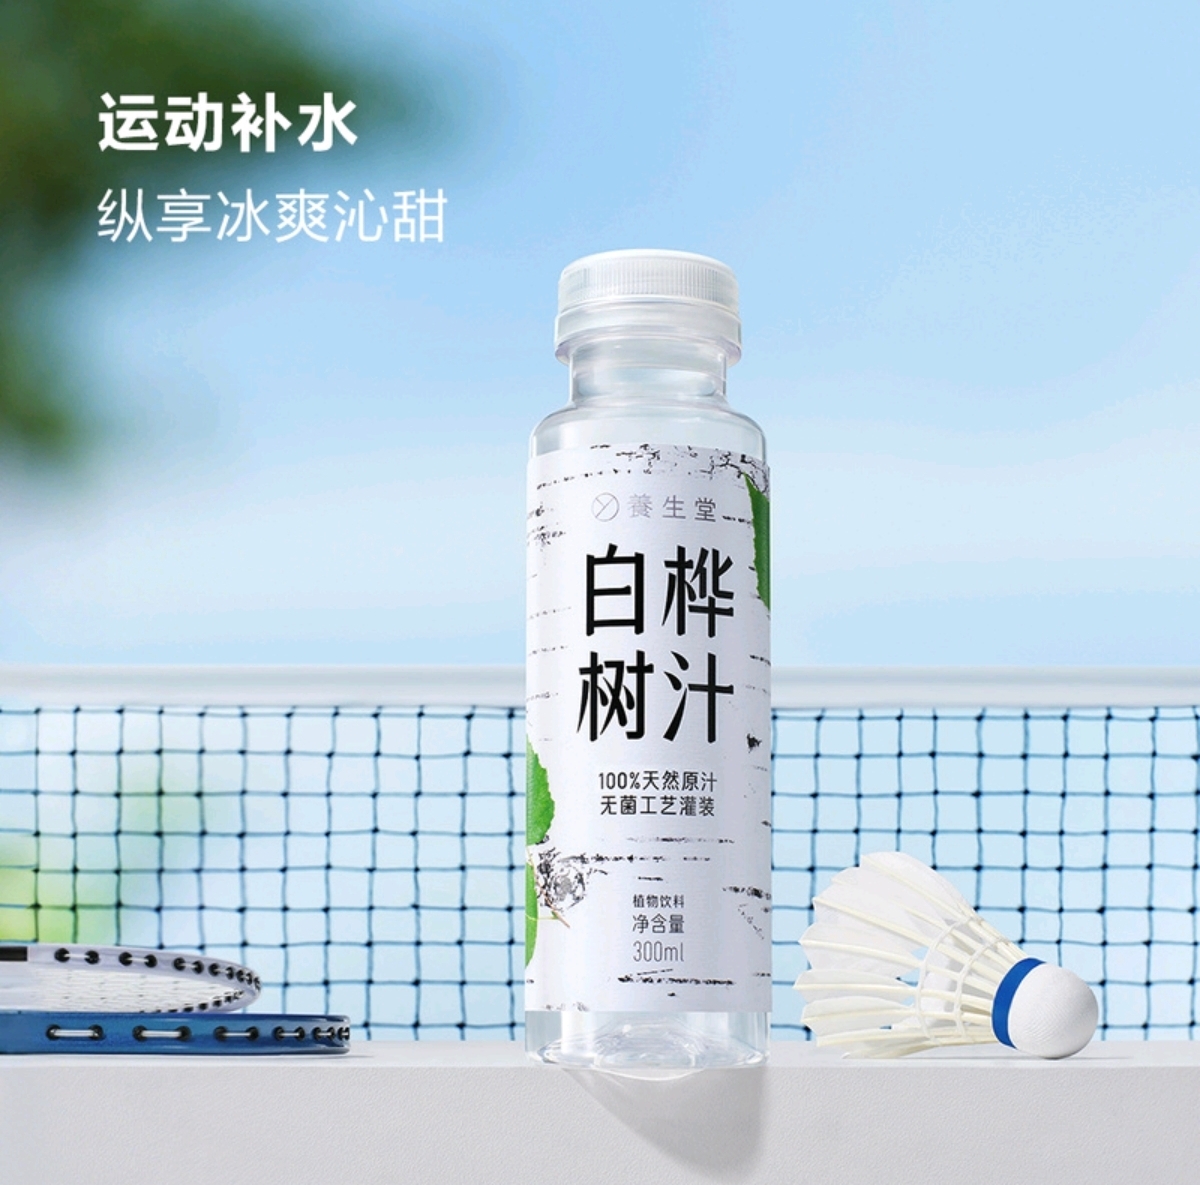 运动补水
纵享冰爽沁甜
養生堂
白桦
树汁
100%天然原汁
无菌工艺灌装
植物饮料
净含量
300ml